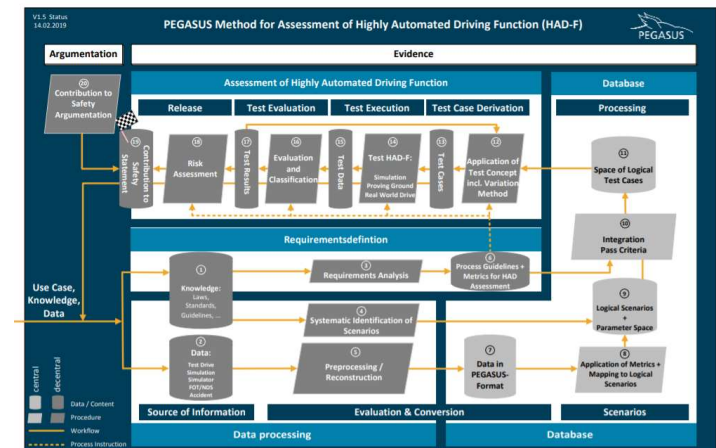 V1.5 Status
14.02.2019
PEGASUS Method for Assessment of Highly Automated Driving Function (HAD-F)
PEGASUS
Argumentation
Evidence
Assessment of Highly Automated Driving Function
Database
Release
Test Evaluation
Test Execution
Test Case Derivation
Processing
20
Contribution to
Safety
Argumentation
19
Contribution to
Safety
Statement
18
Risk
Assessment
17
Test Results
16
Evaluation
and
Classification
15
Test Data
14
Test HAD-F:
Simulation
Proving Ground
Real World Drive
13
Test Cases
12
Application of
Test Concept
incl. Variation
Method
11
Space of Logical
Test Cases
10
Integration
Pass Criteria
Requirementsdefintion
1
Knowledge:
Laws,
Standards,
Guidelines, ...
3
Requirements Analysis
6
Process Guidelines +
Metrics for HAD
Assessment
Use Case,
Knowledge,
Data
4
Systematic Identification of
Scenarios
9
Logical Scenarios
+
Parameter Space
2
Data:
Test Drive
Simulation
Simulator
FOT/NDS
Accident
5
Preprocessing /
Reconstruction
7
Data in
PEGASUS-
Format
8
Application of Metrics +
Mapping to Logical
Scenarios
central
decentral
Data / Content
Procedure
Workflow
Process Instruction
Source of Information
Evaluation & Conversion
Scenarios
Data processing
Database